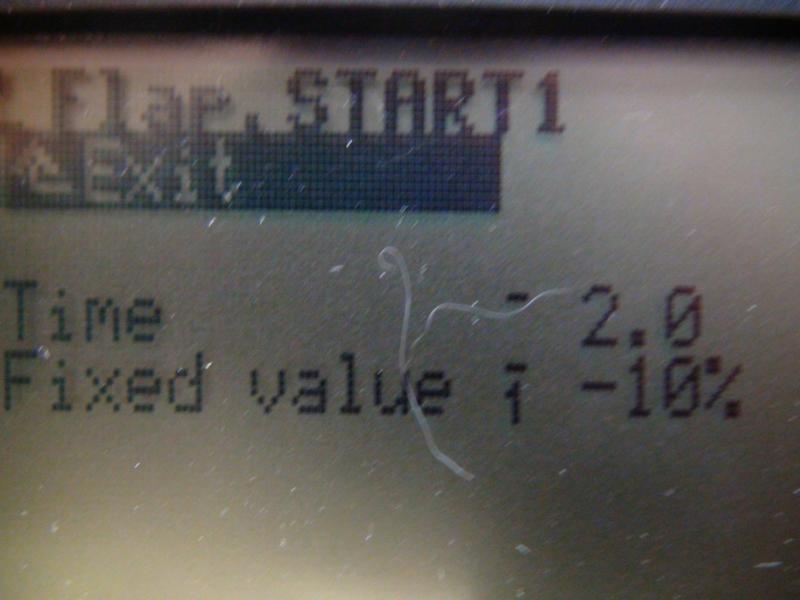 Flap.START1
Exit
Time : 2.0
Fixed value : -10%